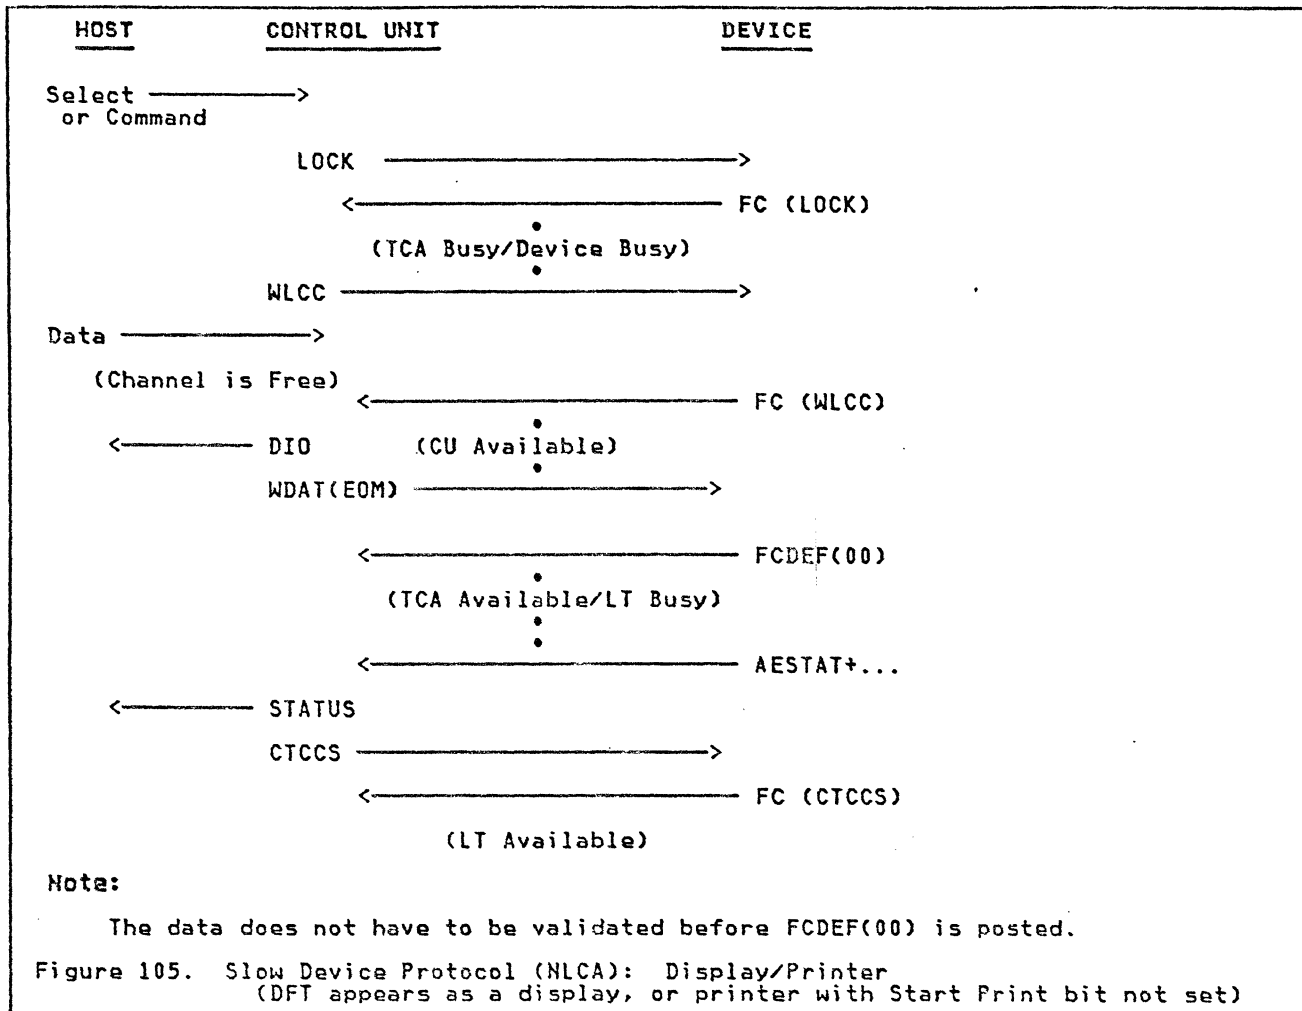 HOST CONTROL UNIT DEVICE
Select
or Command
LOCK
FC (LOCK)
(TCA Busy/Device Busy)
WLCC
Data
(Channel is Free)
FC (WLCC)
DIO (CU Available)
WDAT(EOM)
FCDEF(00)
(TCA Available/LT Busy)
AESTAT+...
STATUS
CTCCS
FC (CTCCS)
(LT Available)
Note:
The data does not have to be validated before FCDEF(00) is posted.
Figure 105. Slow Device Protocol (NLCA): Display/Printer
(DFT appears as a display, or printer with Start Print bit not set)